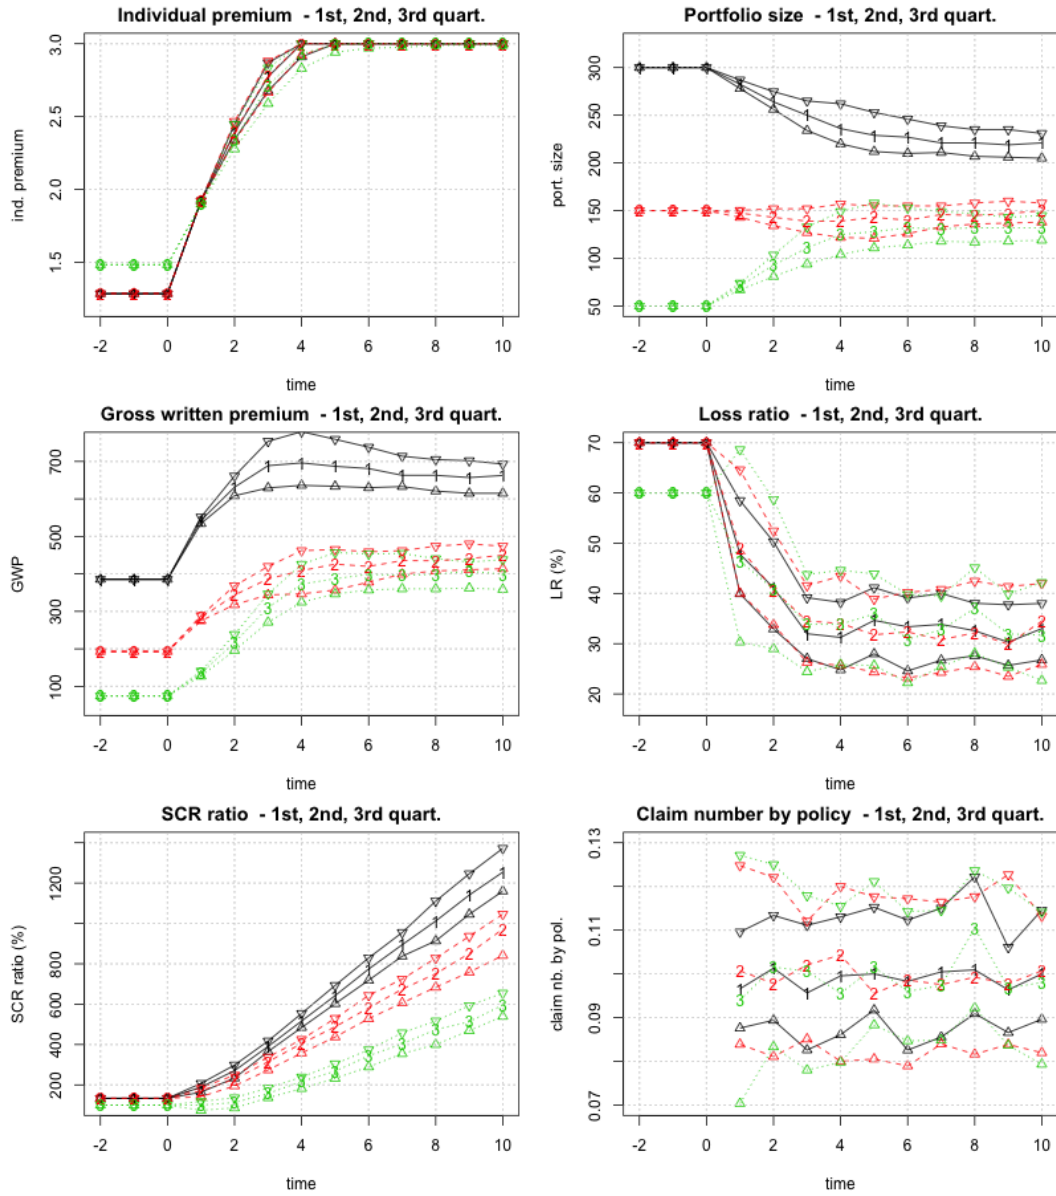 Individual premium - 1st, 2nd, 3rd quart.
ind. premium
3.0
2.5
2.0
1.5
-2 0 2 4 6 8 10
time
Portfolio size - 1st, 2nd, 3rd quart.
port. size
300
250
200
150
100
50
-2 0 2 4 6 8 10
time
Gross written premium - 1st, 2nd, 3rd quart.
GWP
700
500
300
100
-2 0 2 4 6 8 10
time
Loss ratio - 1st, 2nd, 3rd quart.
LR (%)
70
60
50
40
30
20
-2 0 2 4 6 8 10
time
SCR ratio - 1st, 2nd, 3rd quart.
SCR ratio (%)
1200
800
600
400
200
-2 0 2 4 6 8 10
time
Claim number by policy - 1st, 2nd, 3rd quart.
claim nb. by pol.
0.13
0.11
0.09
0.07
-2 0 2 4 6 8 10
time